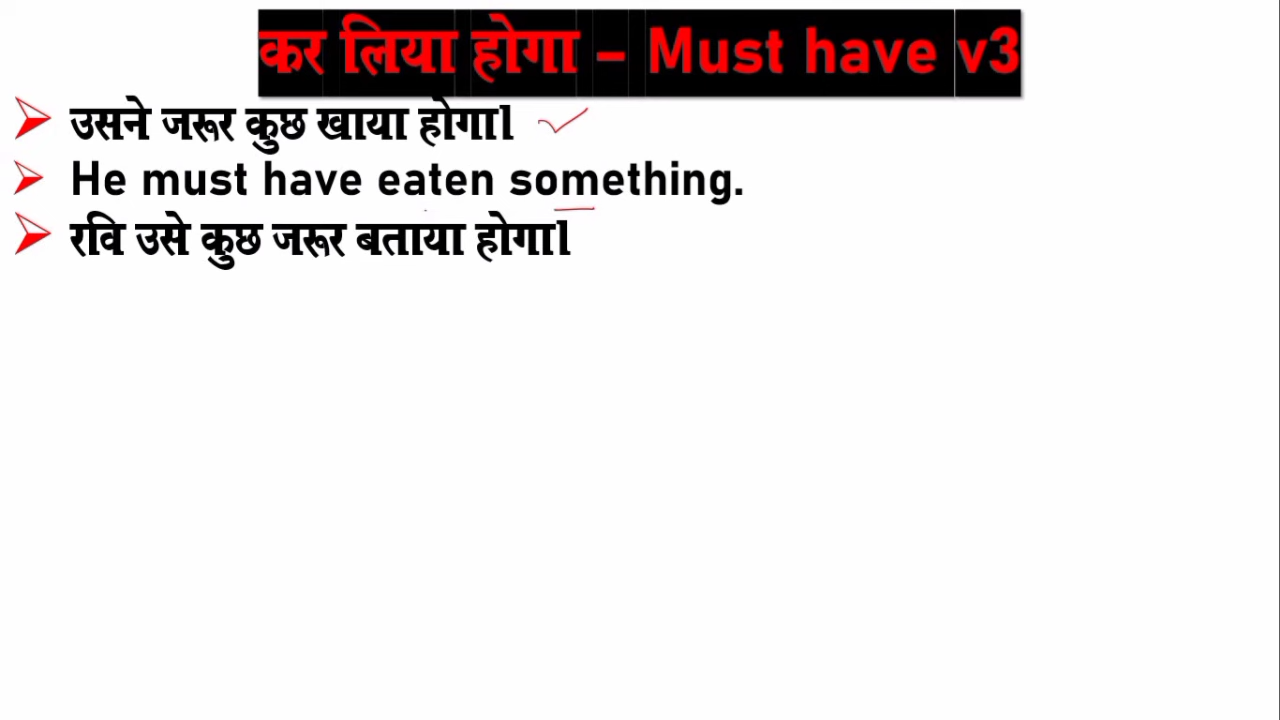 कर लिया होगा – Must have v3
उसने जरूर कुछ खाया होगाl
He must have eaten something.
रवि उसे कुछ जरूर बताया होगाl